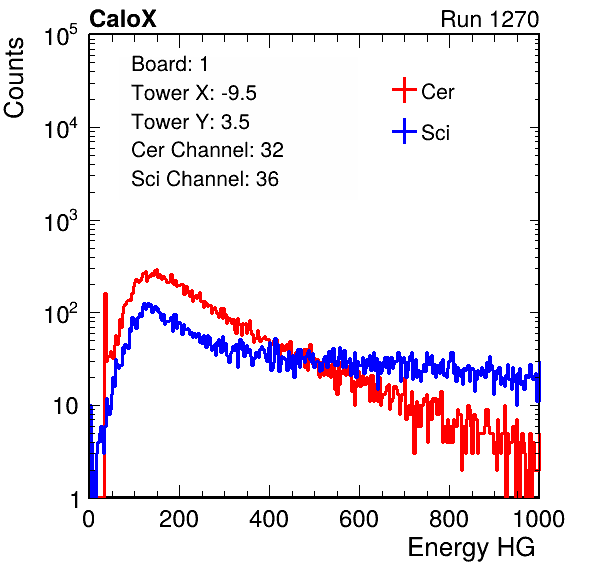 CaloX Run 1270
Counts
Board: 1
Tower X: -9.5
Tower Y: 3.5
Cer Channel: 32
Sci Channel: 36
Cer
Sci
10^5
10^4
10^3
10^2
10
1
0 200 400 600 800 1000
Energy HG